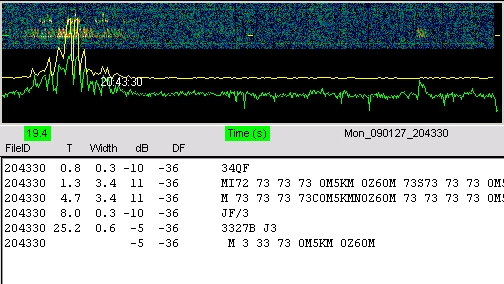 20.43.30
19.4 Time (s) Mon_090127_204330
FileID T Width dB DF
204330 0.8 0.3 -10 -36 34QF
204330 1.3 3.4 11 -36 MI72 73 73 73 0M5KM 0Z60M 73S73 73 73 0M5
204330 4.7 3.4 11 -36 M 73 73 73 73C0M5KMN0Z60M 73 73 73 73 0M5
204330 8.0 0.3 -10 -36 JF/3
204330 25.2 0.6 -5 -36 3327B J3
204330 -5 -36 M 3 33 73 0M5KM 0Z60M